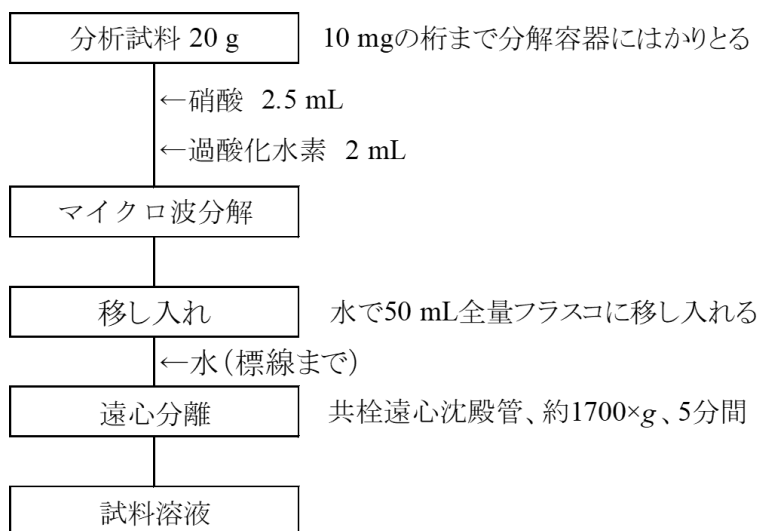 分析試料 20 g 10 mgの桁まで分解容器にはかりとる
←硝酸 2.5 mL
←過酸化水素 2 mL
マイクロ波分解
移し入れ 水で50 mL全量フラスコに移し入れる
←水（標線まで）
遠心分離 共栓遠心沈殿管、約1700×g、5分間
試料溶液